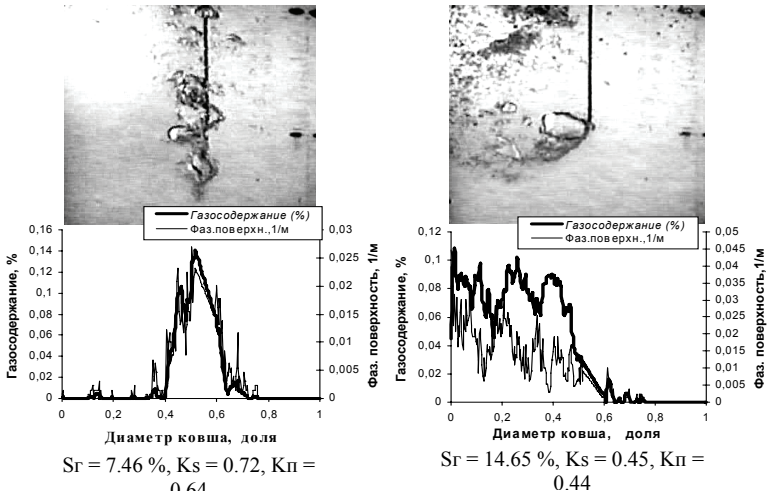 Газосодержание (%)
Фаз.поверхн.,1/м
0,16
0,14
0,12
0,1
0,08
0,06
0,04
0,02
0
0,03
0,025
0,02
0,015
0,01
0,005
0
Газосодержание, %
Фаз. поверхность, 1/м
0 0,2 0,4 0,6 0,8 1
Диаметр ковша, доля
Sг = 7.46 %, Ks = 0.72, Kп =
0.64
Газосодержание (%)
Фаз.поверхн.,1/м
0,12
0,1
0,08
0,06
0,04
0,02
0
0,05
0,045
0,04
0,035
0,03
0,025
0,02
0,015
0,01
0,005
0
Газосодержание, %
Фаз. поверхность,1/м
0 0,2 0,4 0,6 0,8 1
Диаметр ковша, доля
Sг = 14.65 %, Ks = 0.45, Kп =
0.44